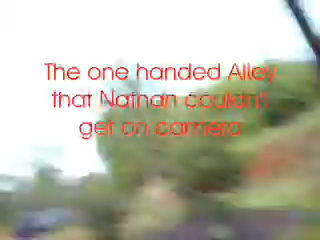 The one handed Alley
that Nathan couldn't
get on camera